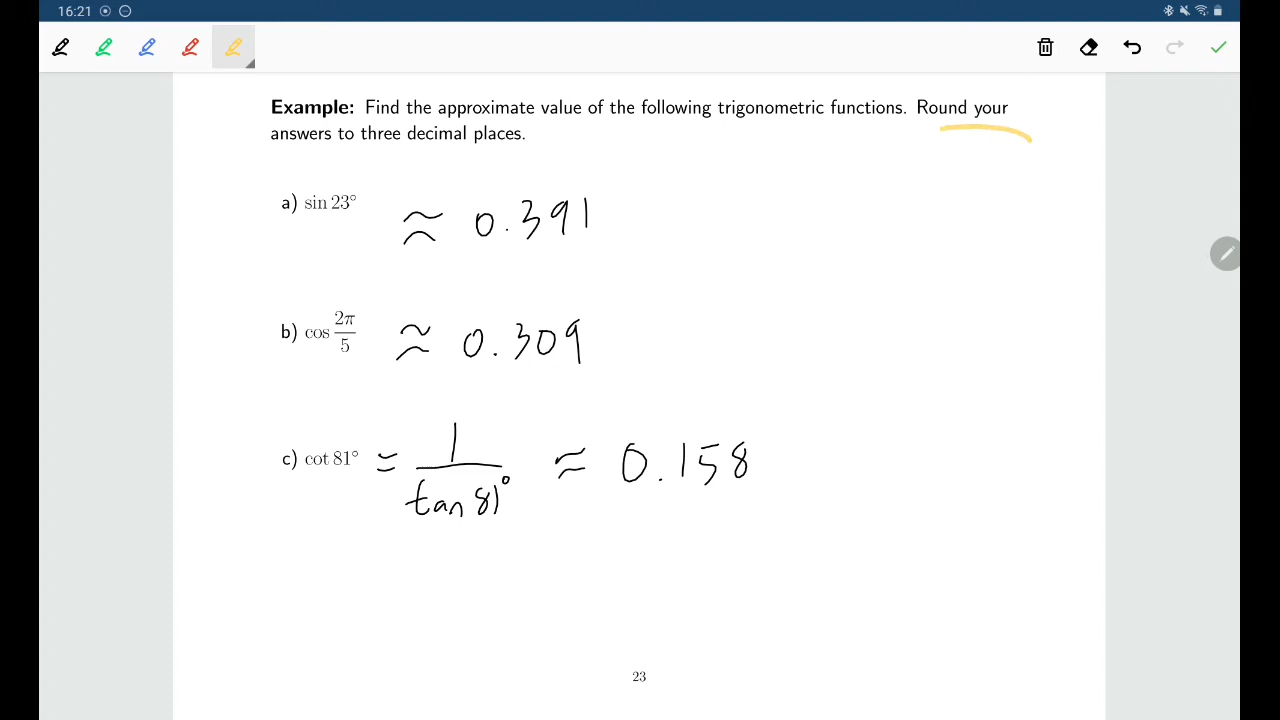 16:21
Example: Find the approximate value of the following trigonometric functions. Round your
answers to three decimal places.
a) sin 23° ≈ 0.391
b) cos 2π/5 ≈ 0.309
c) cot 81° = 1/tan 81° ≈ 0.158
23